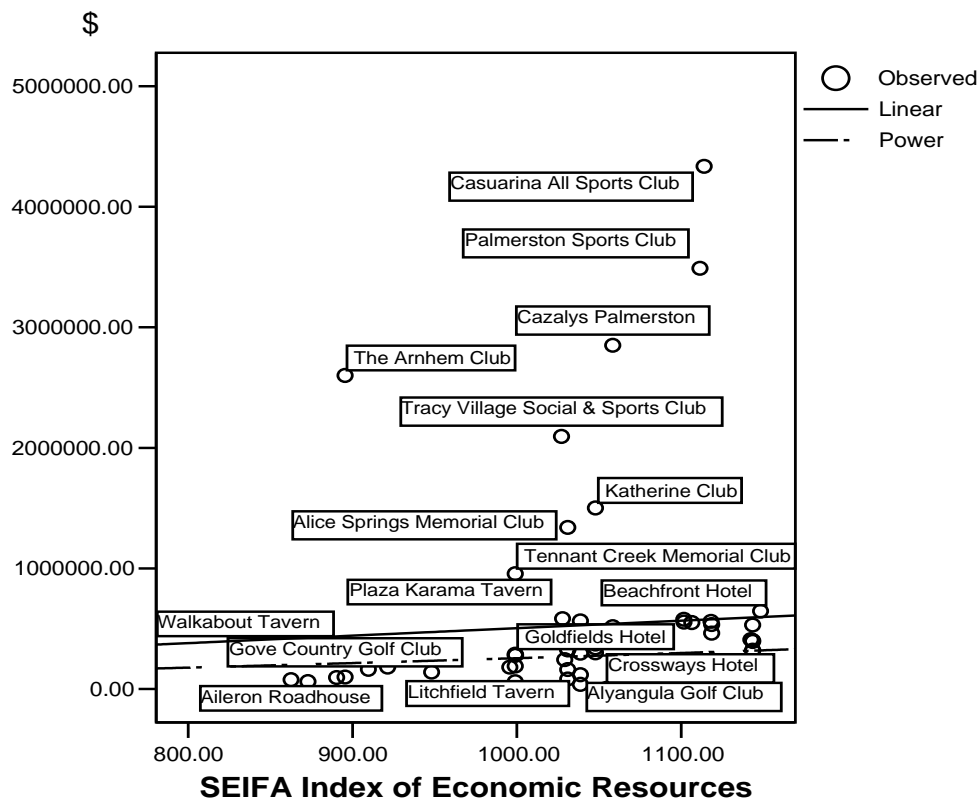 $
5000000.00
4000000.00
3000000.00
2000000.00
1000000.00
0.00
Observed
Linear
Power
Casuarina All Sports Club
Palmerston Sports Club
Cazalys Palmerston
The Arnhem Club
Tracy Village Social & Sports Club
Katherine Club
Alice Springs Memorial Club
Tennant Creek Memorial Club
Plaza Karama Tavern
Beachfront Hotel
Walkabout Tavern
Goldfields Hotel
Gove Country Golf Club
Crossways Hotel
Aileron Roadhouse
Litchfield Tavern
Alyangula Golf Club
800.00 900.00 1000.00 1100.00
SEIFA Index of Economic Resources